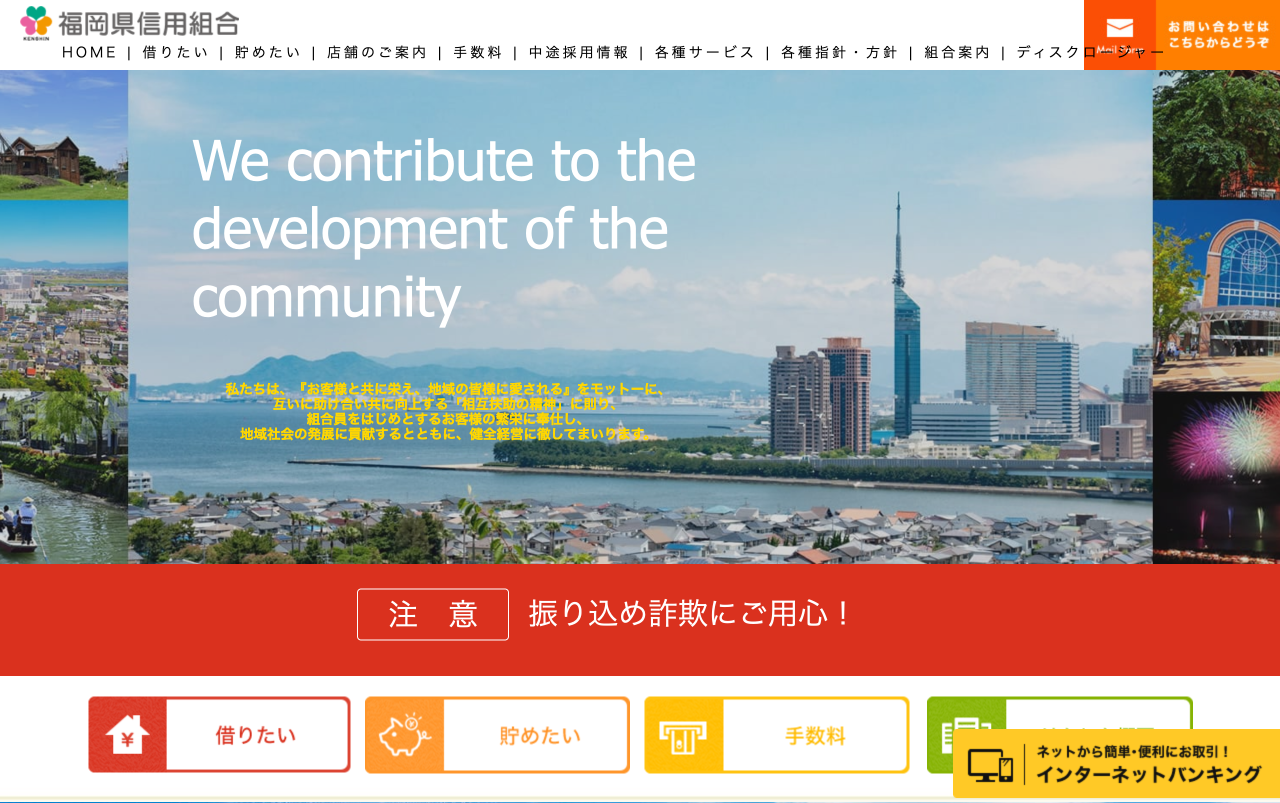 福岡県信用組合
KENSHIN
HOME | 借りたい | 貯めたい | 店舗のご案内 | 手数料 | 中途採用情報 | 各種サービス | 各種指針・方針 | 組合案内 | ディスクロージャー
お問い合わせは
こちらからどうぞ
We contribute to the
development of the
community
私たちは、『お客様と共に栄え、地域の皆様に愛される』をモットーに、
互いに助け合い共に向上する「相互扶助の精神」に則り、
組合員をはじめとするお客様の繁栄に奉仕し、
地域社会の発展に貢献するとともに、健全経営に徹してまいります。
注 意 振り込め詐欺にご用心！
借りたい
貯めたい
手数料
ネットから簡単・便利にお取引！
インターネットバンキング